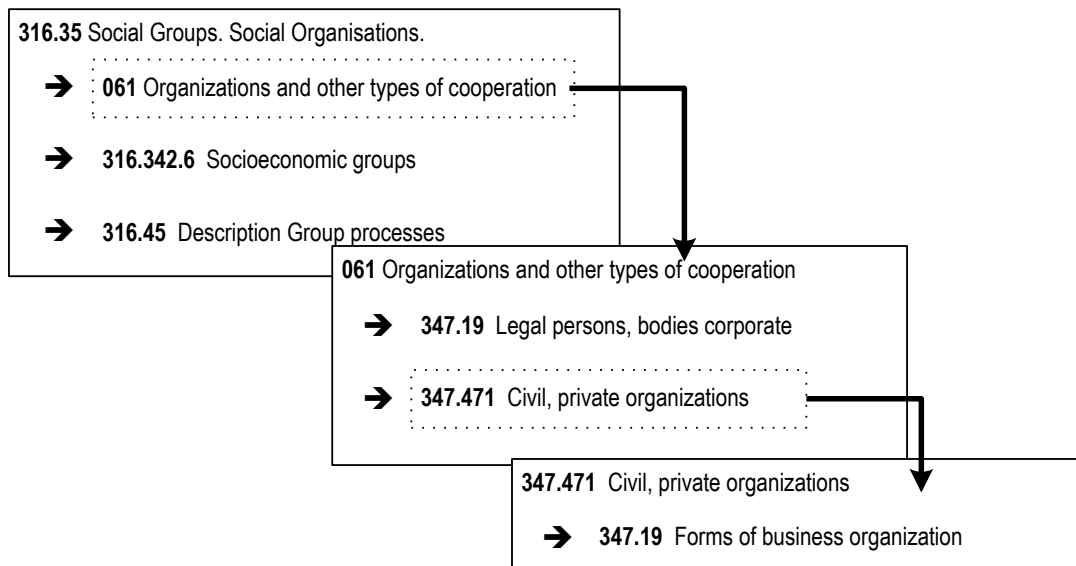 316.35 Social Groups. Social Organisations.
➔ 061 Organizations and other types of cooperation
➔ 316.342.6 Socioeconomic groups
➔ 316.45 Description Group processes
061 Organizations and other types of cooperation
➔ 347.19 Legal persons, bodies corporate
➔ 347.471 Civil, private organizations
347.471 Civil, private organizations
➔ 347.19 Forms of business organization